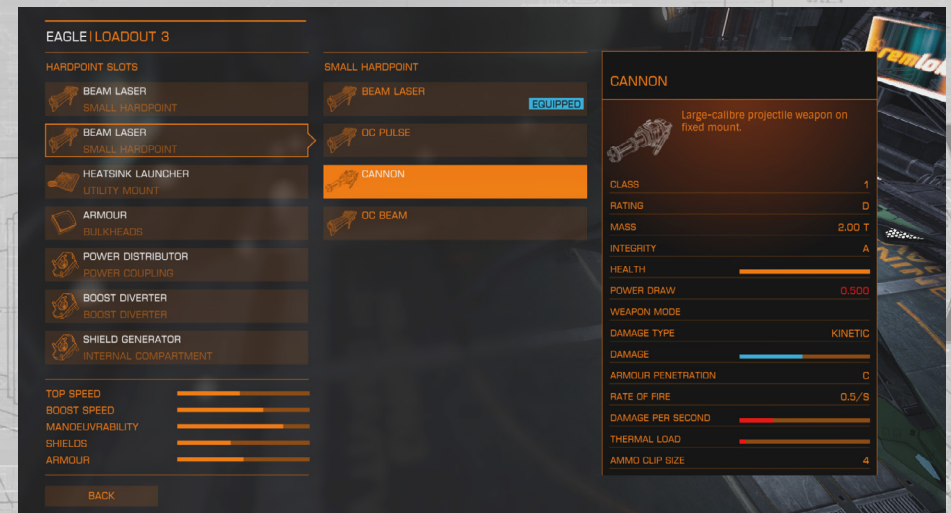 EAGLE | LOADOUT 3
HARDPOINT SLOTS
BEAM LASER
SMALL HARDPOINT
BEAM LASER
SMALL HARDPOINT
HEATSINK LAUNCHER
UTILITY MOUNT
ARMOUR
BULKHEADS
POWER DISTRIBUTOR
POWER COUPLING
BOOST DIVERTER
BOOST DIVERTER
SHIELD GENERATOR
INTERNAL COMPARTMENT
TOP SPEED
BOOST SPEED
MANOEUVRABILITY
SHIELDS
ARMOUR
BACK
SMALL HARDPOINT
BEAM LASER
EQUIPPED
OC PULSE
CANNON
OC BEAM
CANNON
Large-calibre projectile weapon on
fixed mount.
CLASS 1
RATING D
MASS 2.00 T
INTEGRITY A
HEALTH
POWER DRAW 0.500
WEAPON MODE
DAMAGE TYPE KINETIC
DAMAGE
ARMOUR PENETRATION C
RATE OF FIRE 0.5/S
DAMAGE PER SECOND
THERMAL LOAD
AMMO CLIP SIZE 4